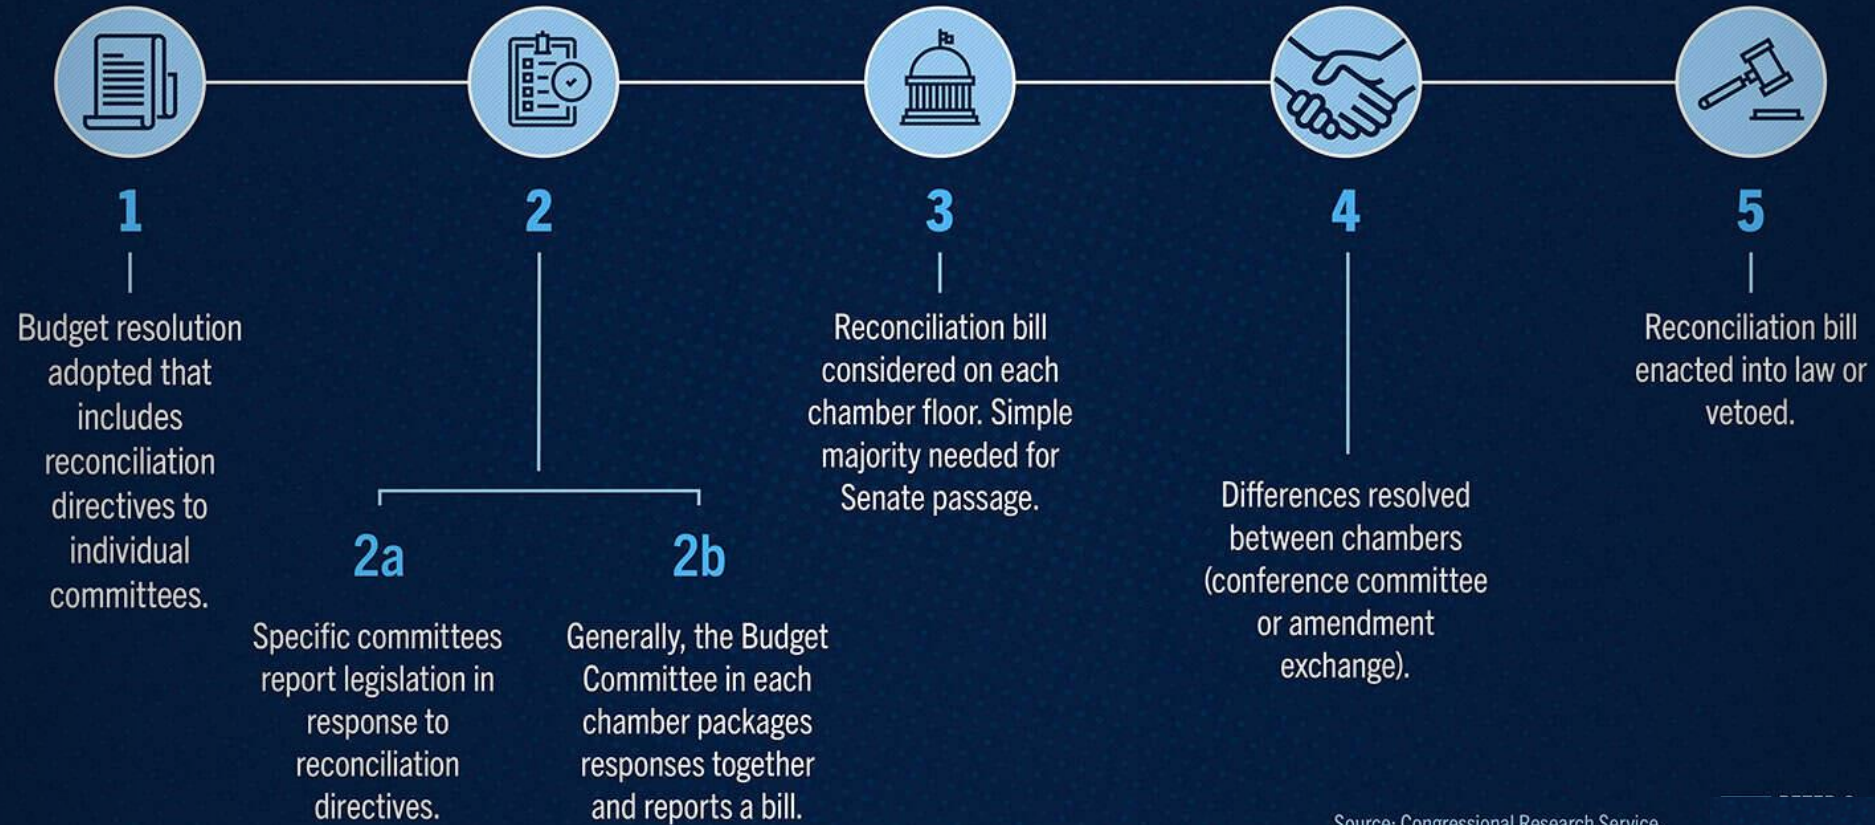 1
Budget resolution
adopted that
includes
reconciliation
directives to
individual
committees.
2
2a
Specific committees
report legislation in
response to
reconciliation
directives.
2b
Generally, the Budget
Committee in each
chamber packages
responses together
and reports a bill.
3
Reconciliation bill
considered on each
chamber floor. Simple
majority needed for
Senate passage.
4
Differences resolved
between chambers
(conference committee
or amendment
exchange).
5
Reconciliation bill
enacted into law or
vetoed.
Source: Congressional Research Service